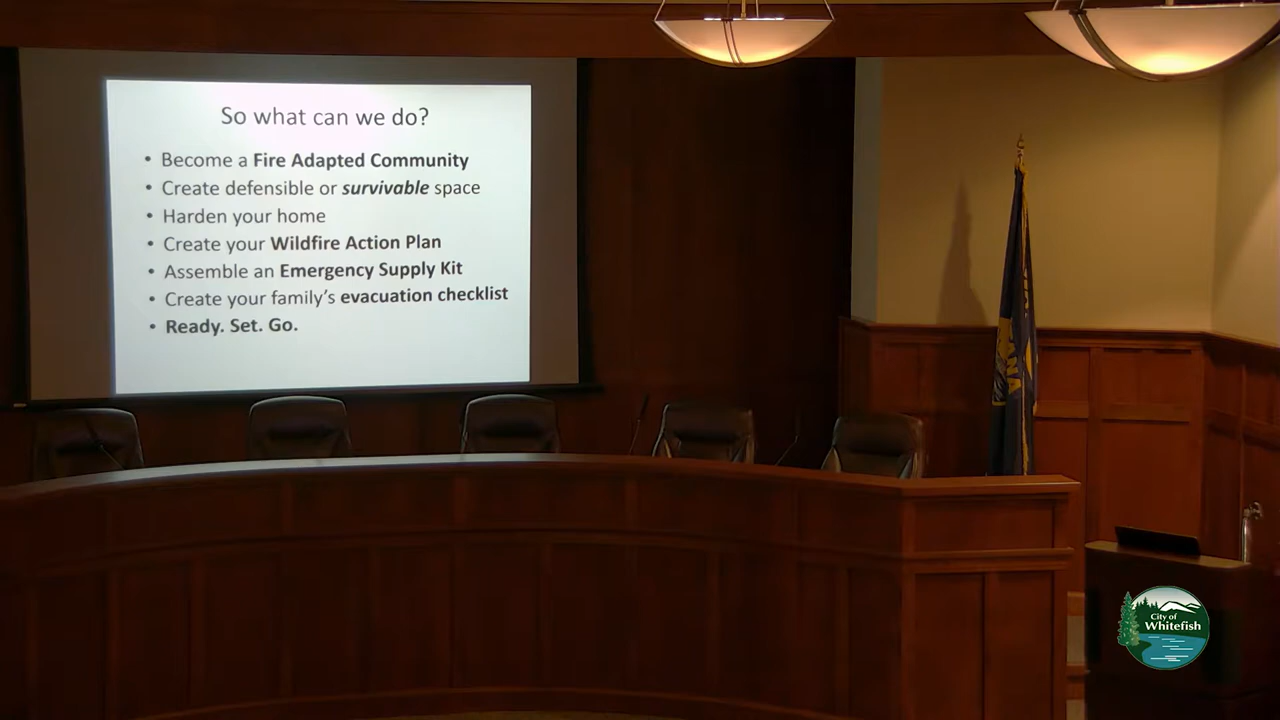 So what can we do?
• Become a Fire Adapted Community
• Create defensible or survivable space
• Harden your home
• Create your Wildfire Action Plan
• Assemble an Emergency Supply Kit
• Create your family's evacuation checklist
• Ready. Set. Go.
City of
Whitefish